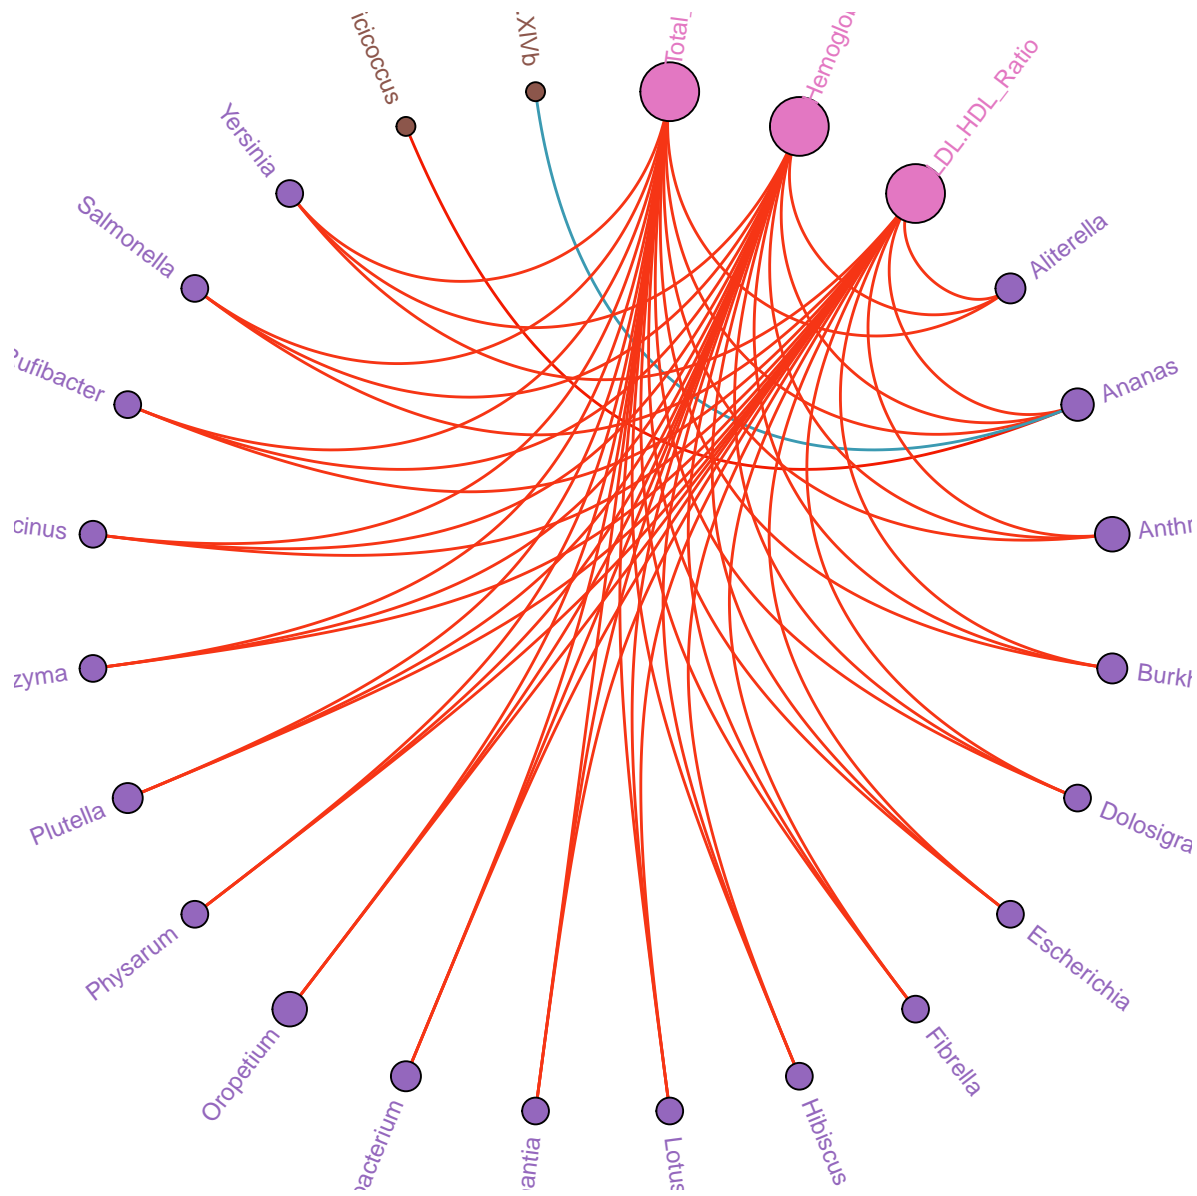 icicoccus
.XIVb
Total_
Hemoglo
LDL.HDL_Ratio
Aliterella
Ananas
Anthr
Burkh
Dolosigra
Escherichia
Fibrella
Hibiscus
Lotus
antia
bacterium
Oropetium
Physarum
Plutella
zyma
cinus
Rufibacter
Salmonella
Yersinia